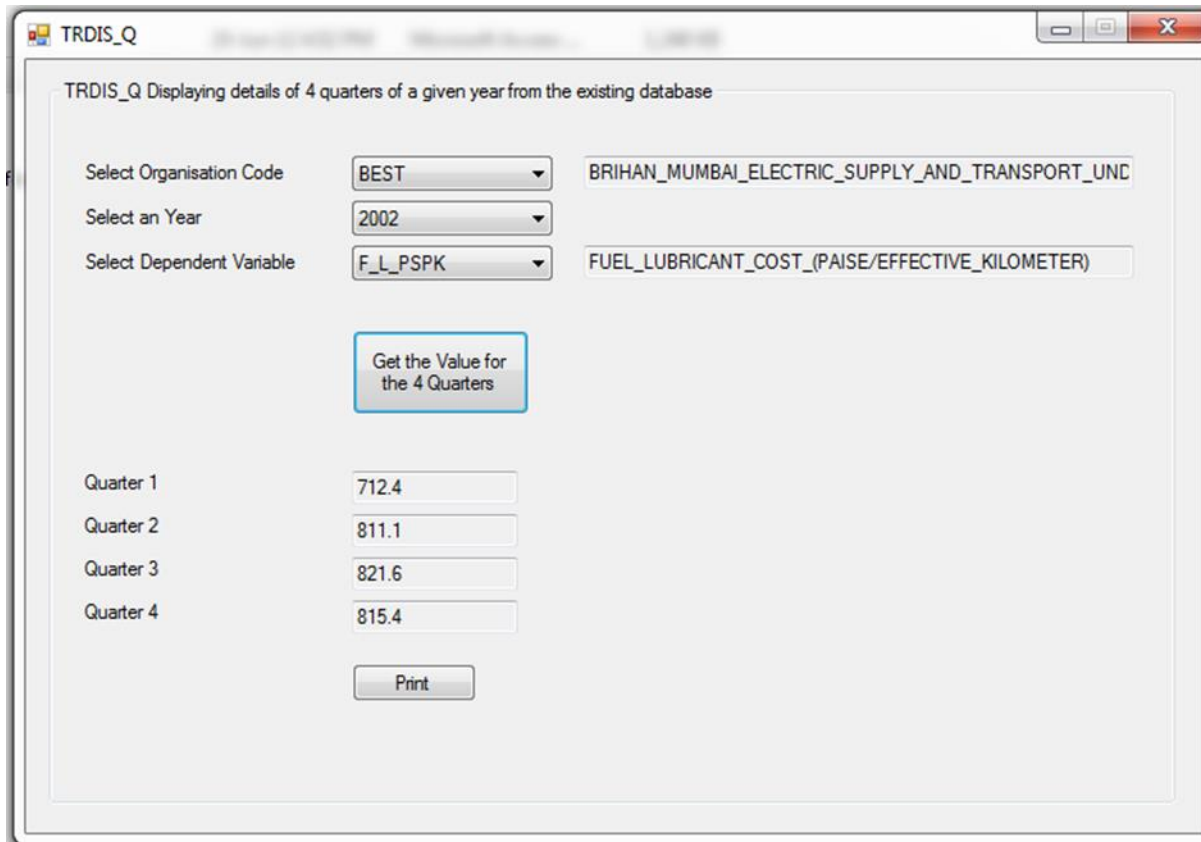 TRDIS_Q
TRDIS_Q Displaying details of 4 quarters of a given year from the existing database
Select Organisation Code BEST BRIHAN_MUMBAI_ELECTRIC_SUPPLY_AND_TRANSPORT_UND
Select an Year 2002
Select Dependent Variable F_L_PSPK FUEL_LUBRICANT_COST_(PAISE/EFFECTIVE_KILOMETER)
Get the Value for
the 4 Quarters
Quarter 1 712.4
Quarter 2 811.1
Quarter 3 821.6
Quarter 4 815.4
Print